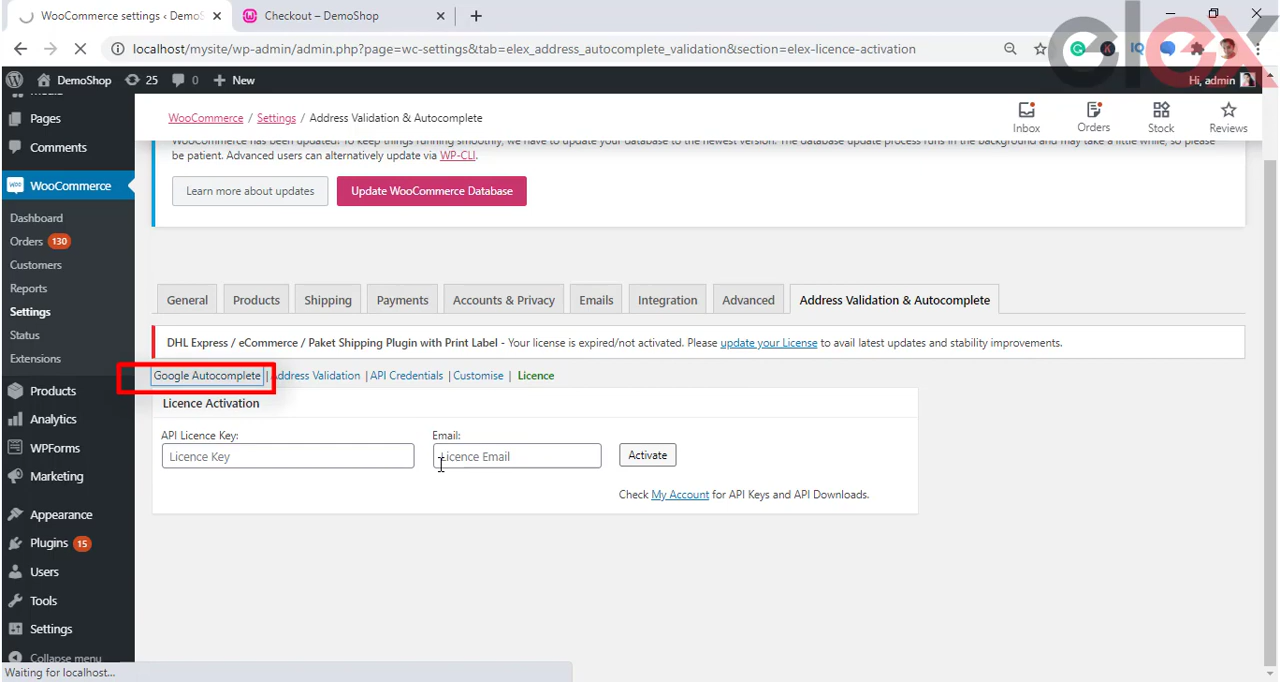 WooCommerce settings ‹ DemoS
Checkout – DemoShop
localhost/mysite/wp-admin/admin.php?page=wc-settings&tab=elex_address_autocomplete_validation&section=elex-licence-activation
elex
DemoShop 25 0 New
Hi, admin
Media
Pages
Comments
WooCommerce
Dashboard
Orders 130
Customers
Reports
Settings
Status
Extensions
Products
Analytics
WPForms
Marketing
Appearance
Plugins 15
Users
Tools
Settings
Collapse menu
WooCommerce / Settings / Address Validation & Autocomplete
Inbox Orders Stock Reviews
WooCommerce has been updated! To keep things running smoothly, we have to update your database to the newest version. The database update process runs in the background and may take a little while, so please
be patient. Advanced users can alternatively update via WP-CLI.
Learn more about updates Update WooCommerce Database
General Products Shipping Payments Accounts & Privacy Emails Integration Advanced Address Validation & Autocomplete
DHL Express / eCommerce / Paket Shipping Plugin with Print Label - Your license is expired/not activated. Please update your License to avail latest updates and stability improvements.
Google Autocomplete | Address Validation | API Credentials | Customise | Licence
Licence Activation
API Licence Key: Email:
Licence Key Licence Email Activate
Check My Account for API Keys and API Downloads.
Waiting for localhost...